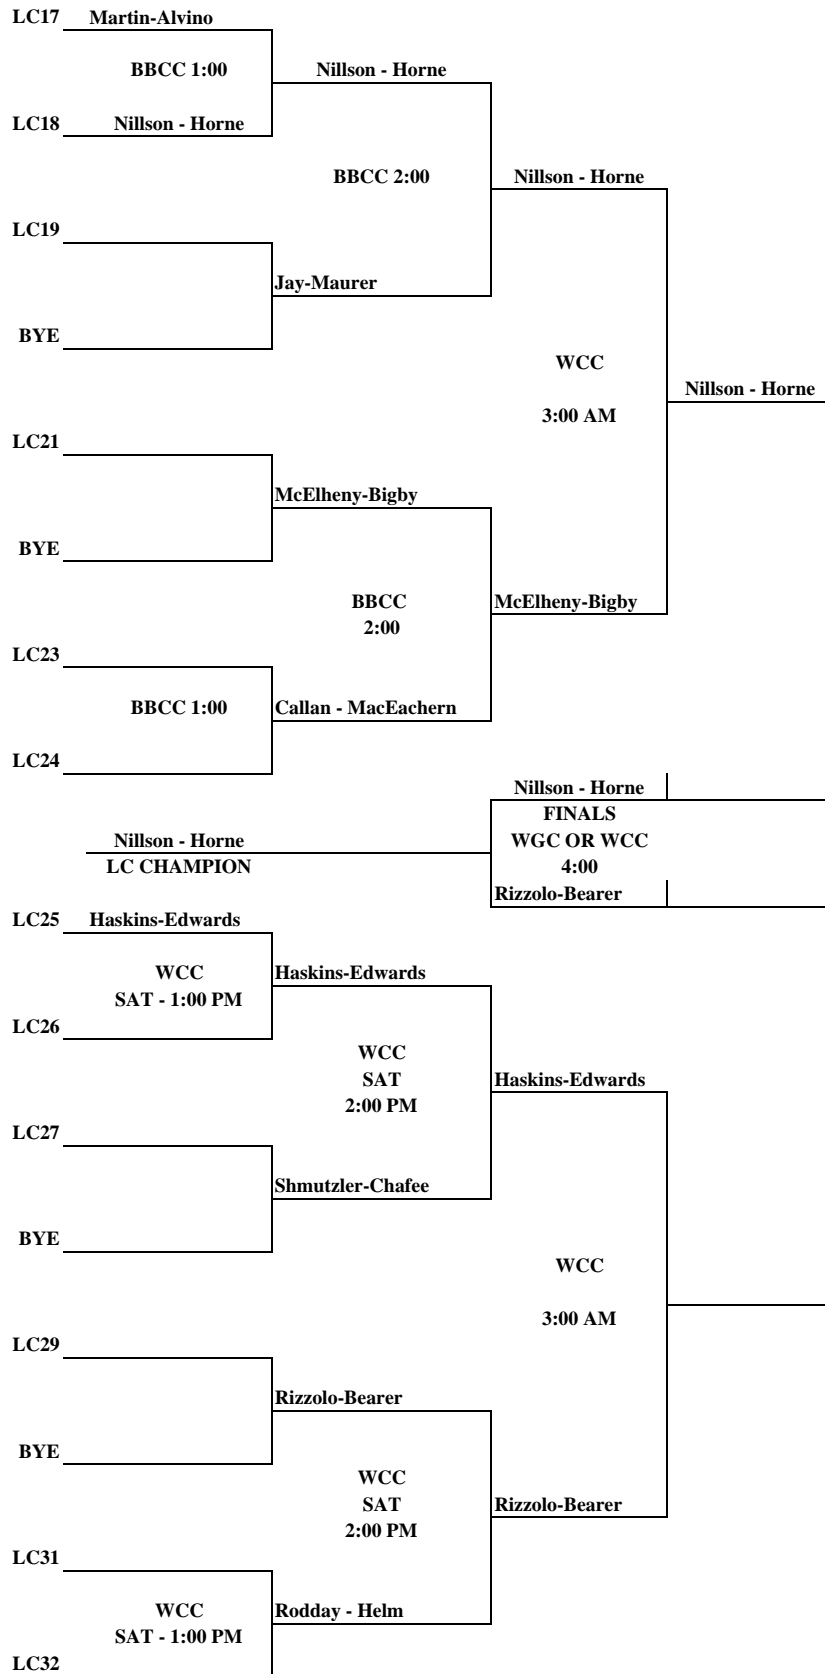 LC17 Martin-Alvino
BBCC 1:00 Nillson - Horne
LC18 Nillson - Horne
BBCC 2:00 Nillson - Horne
LC19
Jay-Maurer
BYE
WCC
Nillson - Horne
3:00 AM
LC21
McElheny-Bigby
BYE
BBCC McElheny-Bigby
2:00
LC23
BBCC 1:00 Callan - MacEachern
LC24
Nillson - Horne
FINALS
Nillson - Horne WGC OR WCC
LC CHAMPION 4:00
Rizzolo-Bearer
LC25 Haskins-Edwards
WCC Haskins-Edwards
SAT - 1:00 PM
LC26
WCC
SAT Haskins-Edwards
2:00 PM
LC27
Shmutzler-Chafee
BYE
WCC
3:00 AM
LC29
Rizzolo-Bearer
BYE
WCC
SAT Rizzolo-Bearer
2:00 PM
LC31
WCC Rodday - Helm
SAT - 1:00 PM
LC32